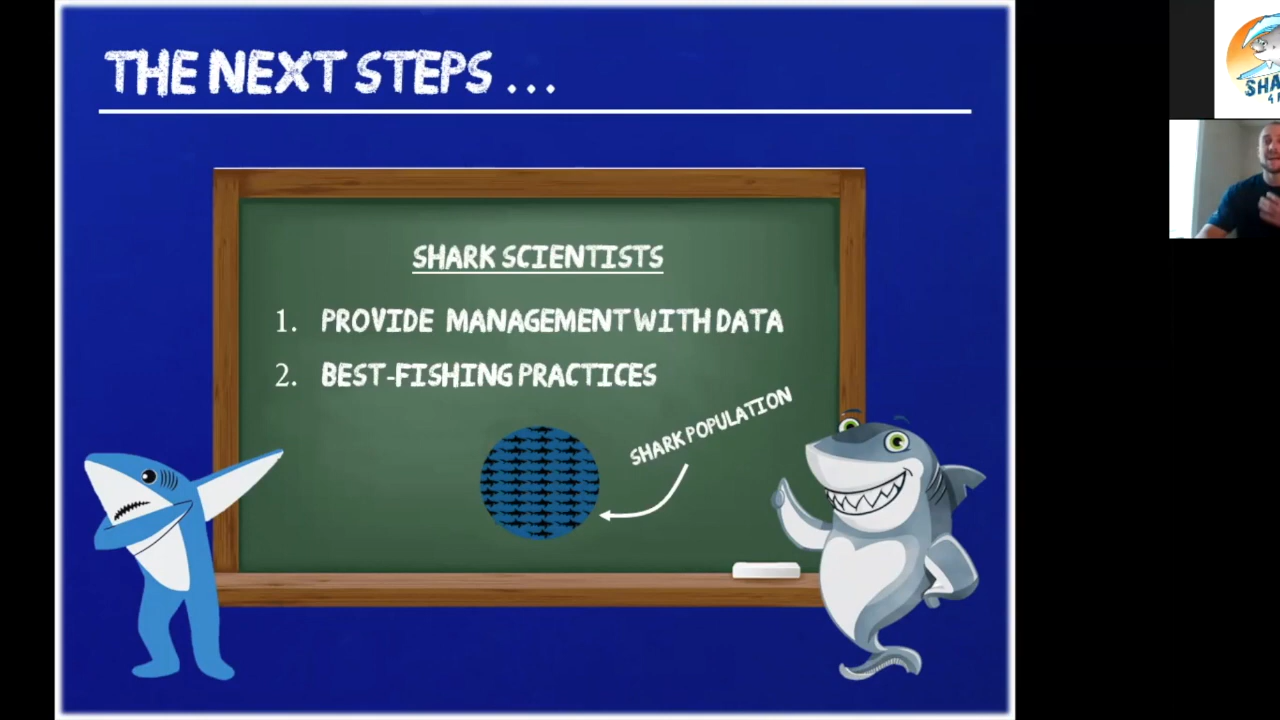 THE NEXT STEPS ...
SHARK SCIENTISTS
1. PROVIDE MANAGEMENT WITH DATA
2. BEST-FISHING PRACTICES
SHARK POPULATION